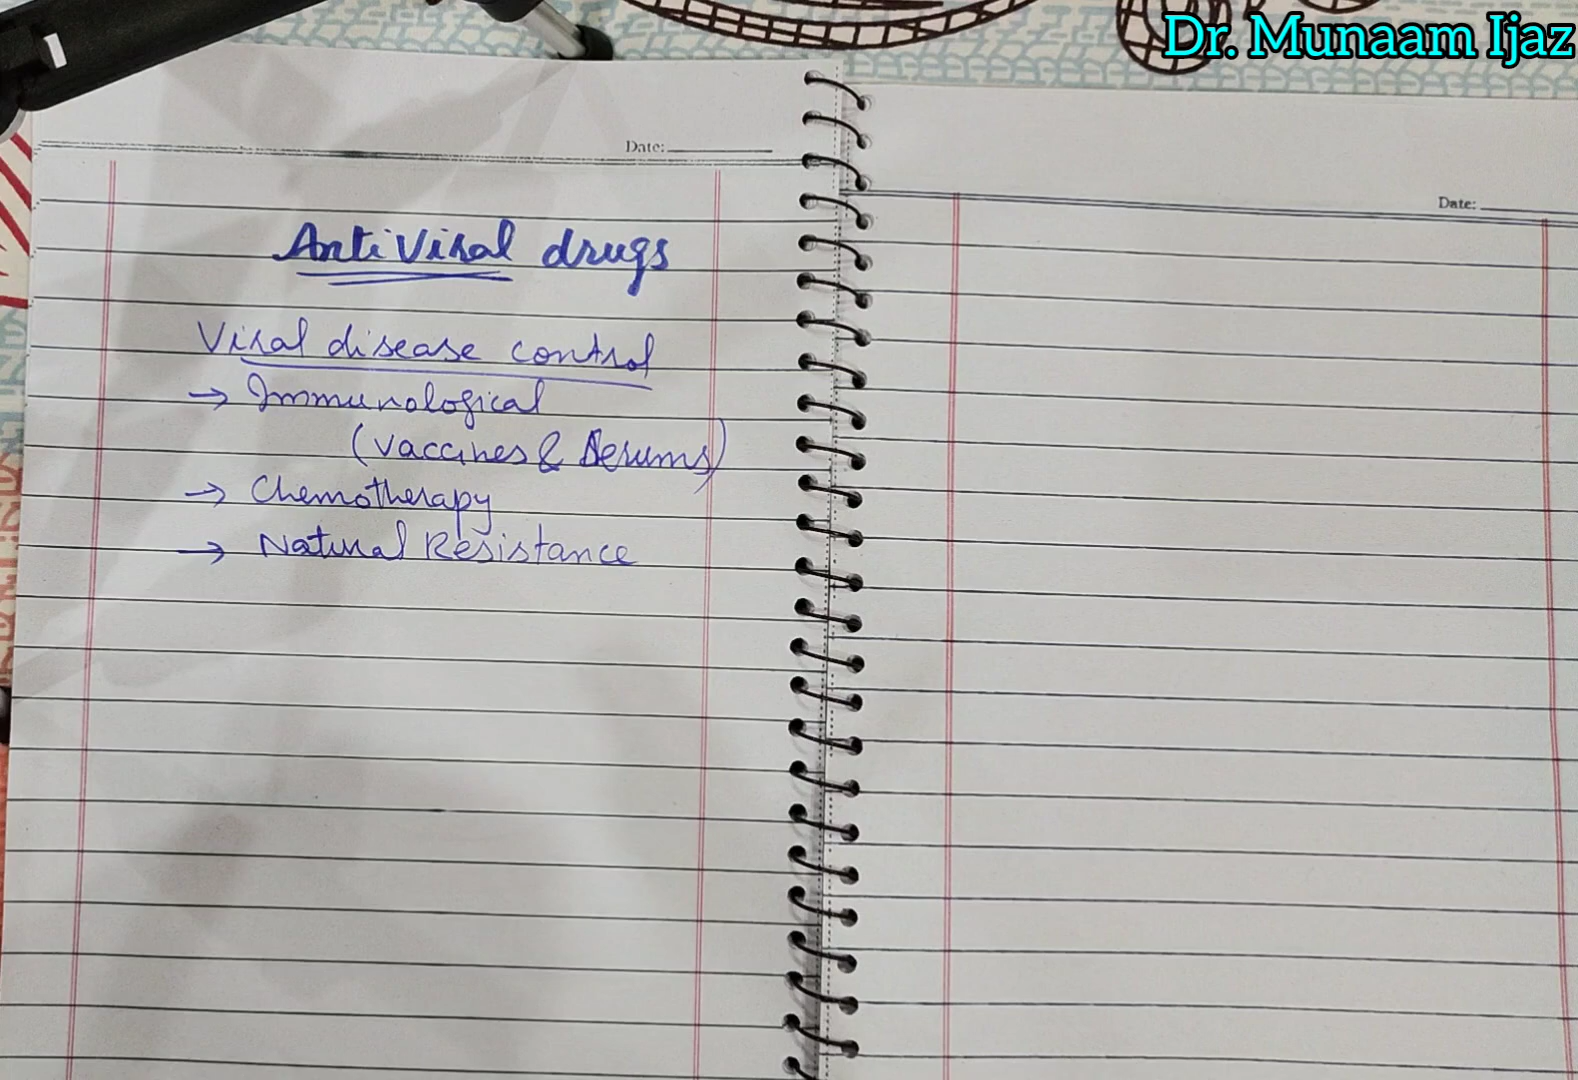 Dr. Munaam Ijaz
Date:
Date:
Anti Viral drugs
Viral disease control
→ Immunological
(Vaccines & Serums)
→ Chemotherapy
→ Natural Resistance